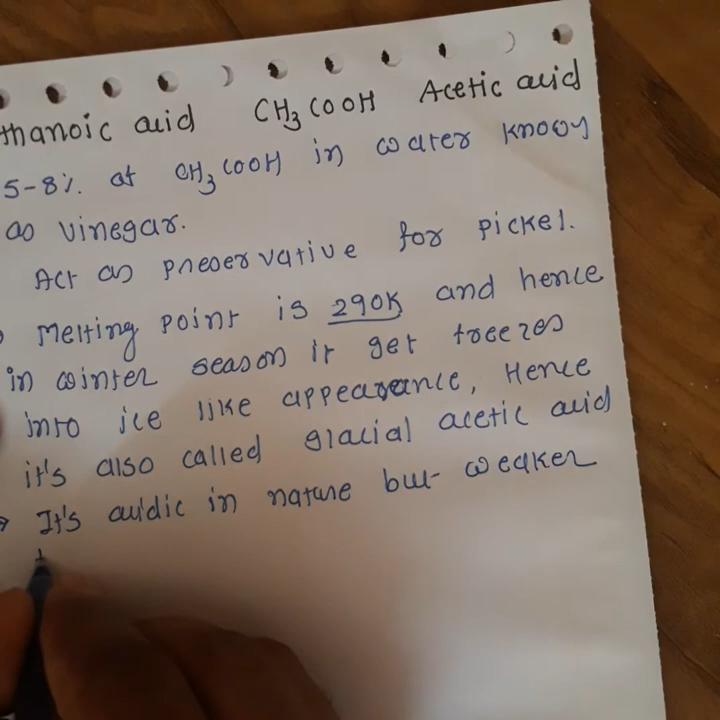 thanoic acid CH3COOH Acetic acid
5-8% of CH3COOH in water know
as vinegar.
Act as preservative for pickel.
Melting point is 290K and hence
in winter season it get freezes
into ice like appearance, Hence
it's also called glacial acetic acid
→ It's acidic in nature but weaker